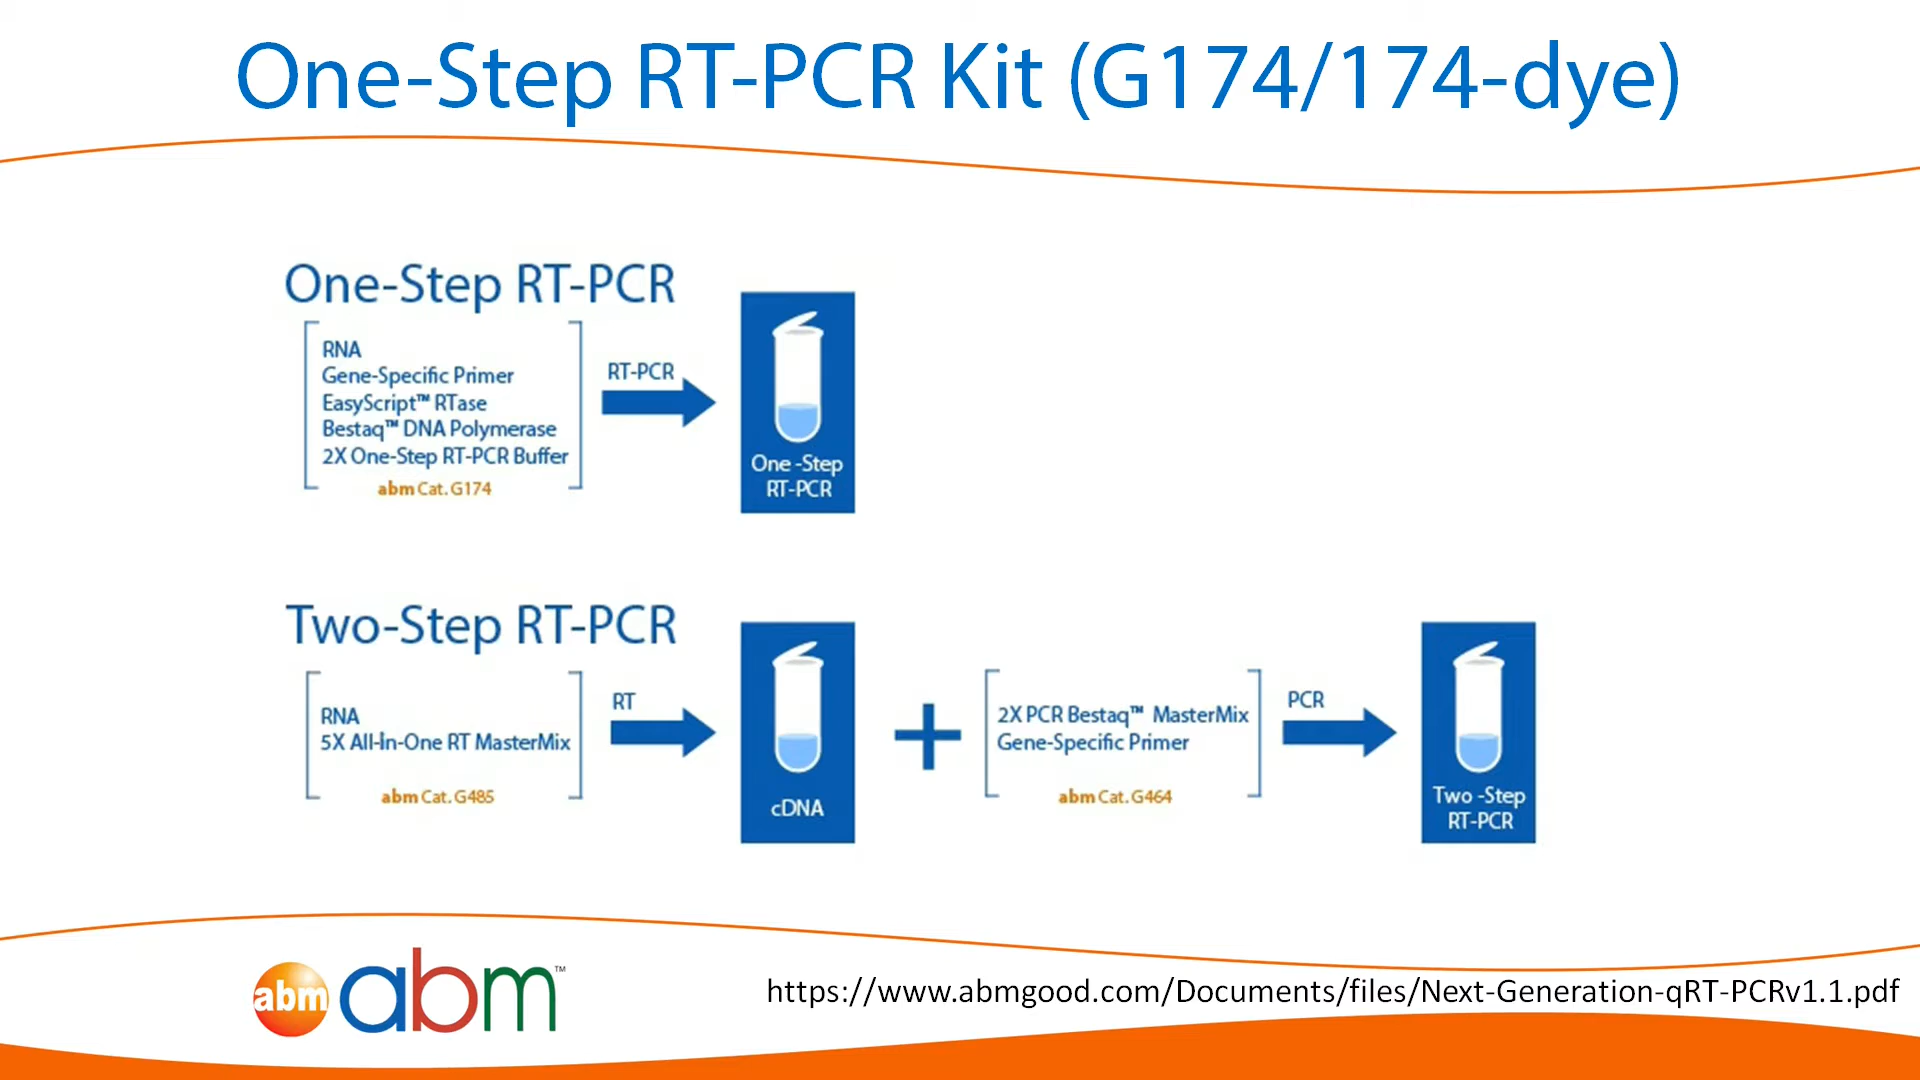 One-Step RT-PCR Kit (G174/174-dye)
One-Step RT-PCR
RNA
Gene-Specific Primer
EasyScript™ RTase
Bestaq™ DNA Polymerase
2X One-Step RT-PCR Buffer
abm Cat. G174
RT-PCR
One -Step
RT-PCR
Two-Step RT-PCR
RNA
5X All-In-One RT MasterMix
abm Cat. G485
RT
cDNA
+
2X PCR Bestaq™ MasterMix
Gene-Specific Primer
abm Cat. G464
PCR
Two -Step
RT-PCR
abm
abm™
https://www.abmgood.com/Documents/files/Next-Generation-qRT-PCRv1.1.pdf